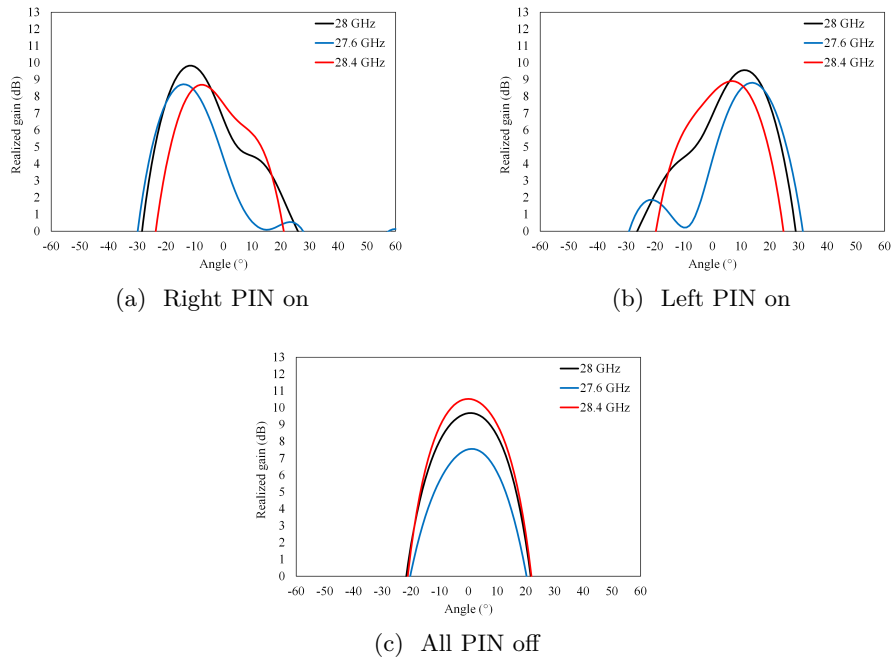 13
12
11
10
9
8
7
6
5
4
3
2
1
0
Realized gain (dB)
28 GHz
27.6 GHz
28.4 GHz
-60 -50 -40 -30 -20 -10 0 10 20 30 40 50 60
Angle (°)
(a) Right PIN on
13
12
11
10
9
8
7
6
5
4
3
2
1
0
Realized gain (dB)
28 GHz
27.6 GHz
28.4 GHz
-60 -50 -40 -30 -20 -10 0 10 20 30 40 50 60
Angle (°)
(b) Left PIN on
13
12
11
10
9
8
7
6
5
4
3
2
1
0
Realized gain (dB)
28 GHz
27.6 GHz
28.4 GHz
-60 -50 -40 -30 -20 -10 0 10 20 30 40 50 60
Angle (°)
(c) All PIN off